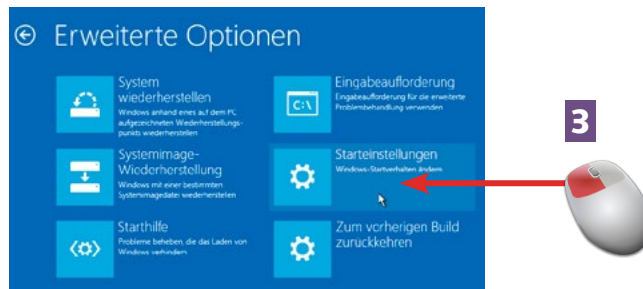 Erweiterte Optionen
System
wiederherstellen
Windows anhand eines auf dem PC
aufgezeichneten Wiederherstellungs-
punkts wiederherstellen
Eingabeaufforderung
Eingabeaufforderung für die erweiterte
Problembehandlung verwenden
C:\
Systemimage-
Wiederherstellung
Windows mit einer bestimmten
Systemimagedatei wiederherstellen
Starteinstellungen
Windows-Startverhalten ändern
3
Starthilfe
Probleme beheben, die das Laden von
Windows verhindern
Zum vorherigen Build
zurückkehren